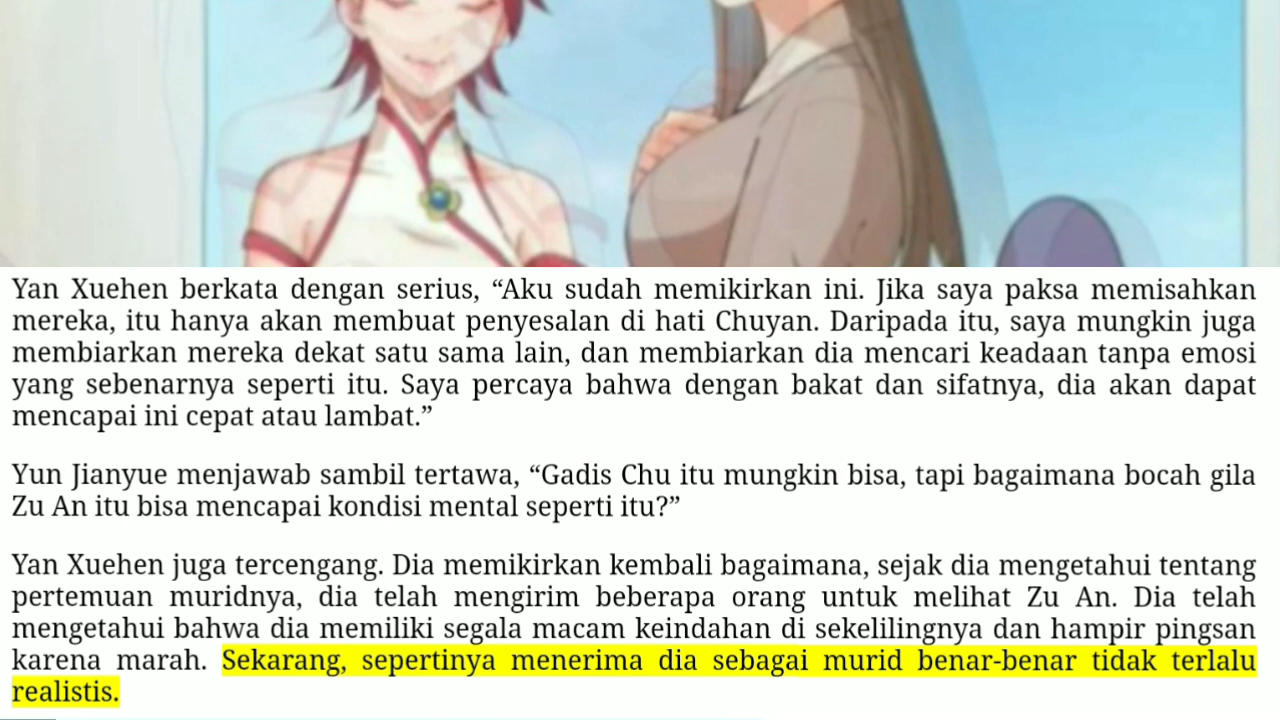 Yan Xuehen berkata dengan serius, “Aku sudah memikirkan ini. Jika saya paksa memisahkan
mereka, itu hanya akan membuat penyesalan di hati Chuyan. Daripada itu, saya mungkin juga
membiarkan mereka dekat satu sama lain, dan membiarkan dia mencari keadaan tanpa emosi
yang sebenarnya seperti itu. Saya percaya bahwa dengan bakat dan sifatnya, dia akan dapat
mencapai ini cepat atau lambat.”
Yun Jianyue menjawab sambil tertawa, “Gadis Chu itu mungkin bisa, tapi bagaimana bocah gila
Zu An itu bisa mencapai kondisi mental seperti itu?”
Yan Xuehen juga tercengang. Dia memikirkan kembali bagaimana, sejak dia mengetahui tentang
pertemuan muridnya, dia telah mengirim beberapa orang untuk melihat Zu An. Dia telah
mengetahui bahwa dia memiliki segala macam keindahan di sekelilingnya dan hampir pingsan
karena marah. Sekarang, sepertinya menerima dia sebagai murid benar-benar tidak terlalu
realistis.